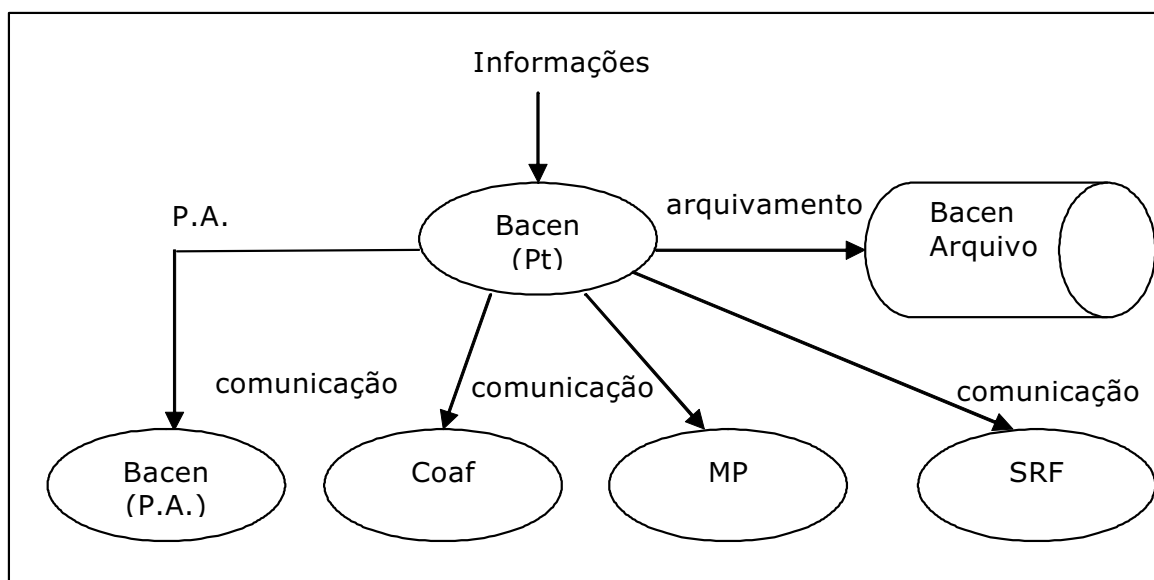 Informações
P.A.
Bacen
(Pt)
arquivamento
Bacen
Arquivo
comunicação
comunicação
comunicação
Bacen
(P.A.)
Coaf
MP
SRF